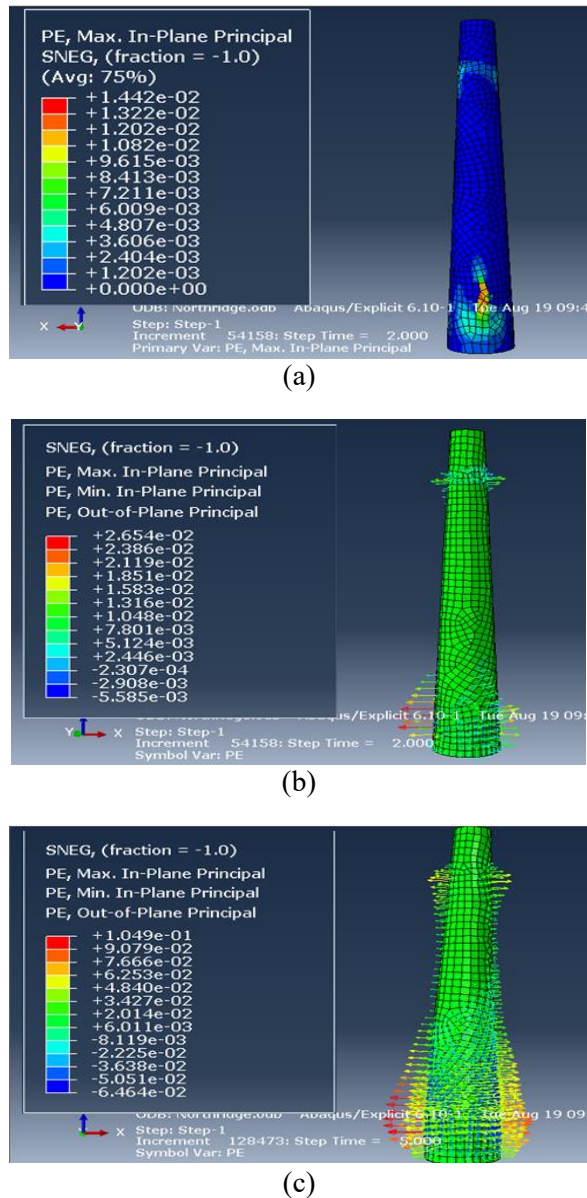 PE, Max. In-Plane Principal
SNEG, (fraction = -1.0)
(Avg: 75%)
+1.442e-02
+1.322e-02
+1.202e-02
+1.082e-02
+9.615e-03
+8.413e-03
+7.211e-03
+6.009e-03
+4.807e-03
+3.606e-03
+2.404e-03
+1.202e-03
+0.000e+00
ODB: Northridge.odb Abaqus/Explicit 6.10-1 Tue Aug 19 09:4
X Y Step: Step-1
Increment 54158: Step Time = 2.000
Primary Var: PE, Max. In-Plane Principal
(a)
SNEG, (fraction = -1.0)
PE, Max. In-Plane Principal
PE, Min. In-Plane Principal
PE, Out-of-Plane Principal
+2.654e-02
+2.386e-02
+2.119e-02
+1.851e-02
+1.583e-02
+1.316e-02
+1.048e-02
+7.801e-03
+5.124e-03
+2.446e-03
-2.307e-04
-2.908e-03
-5.585e-03
Abaqus/Explicit 6.10-1 Tue Aug 19 09:
Y X Step: Step-1
Increment 54158: Step Time = 2.000
Symbol Var: PE
(b)
SNEG, (fraction = -1.0)
PE, Max. In-Plane Principal
PE, Min. In-Plane Principal
PE, Out-of-Plane Principal
+1.049e-01
+9.079e-02
+7.666e-02
+6.253e-02
+4.840e-02
+3.427e-02
+2.014e-02
+6.011e-03
-8.119e-03
-2.225e-02
-3.638e-02
-5.051e-02
-6.464e-02
ODB: Northridge.odb Abaqus/Explicit 6.10-1 Tue Aug 19 09
X Step: Step-1
Increment 128473: Step Time = 5.000
Symbol Var: PE
(c)